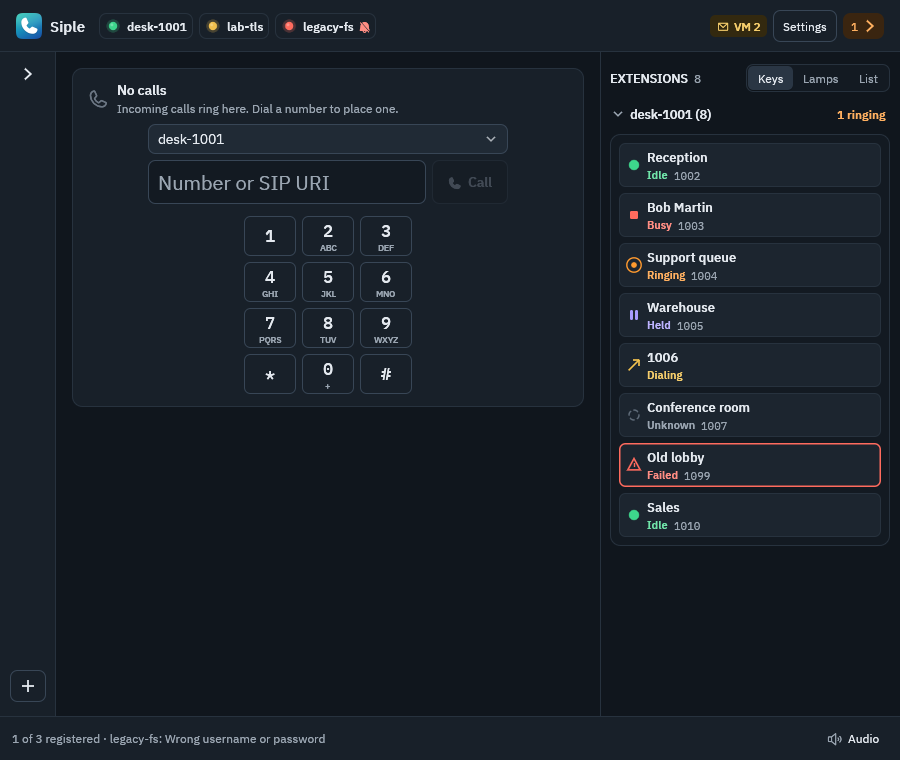 Siple
desk-1001
lab-tls
legacy-fs
VM 2
Settings
1
No calls
Incoming calls ring here. Dial a number to place one.
desk-1001
Number or SIP URI
Call
1
2
ABC
3
DEF
4
GHI
5
JKL
6
MNO
7
PQRS
8
TUV
9
WXYZ
*
0
+
#
EXTENSIONS 8
Keys
Lamps
List
desk-1001 (8)
1 ringing
Reception
Idle 1002
Bob Martin
Busy 1003
Support queue
Ringing 1004
Warehouse
Held 1005
1006
Dialing
Conference room
Unknown 1007
Old lobby
Failed 1099
Sales
Idle 1010
1 of 3 registered · legacy-fs: Wrong username or password
Audio